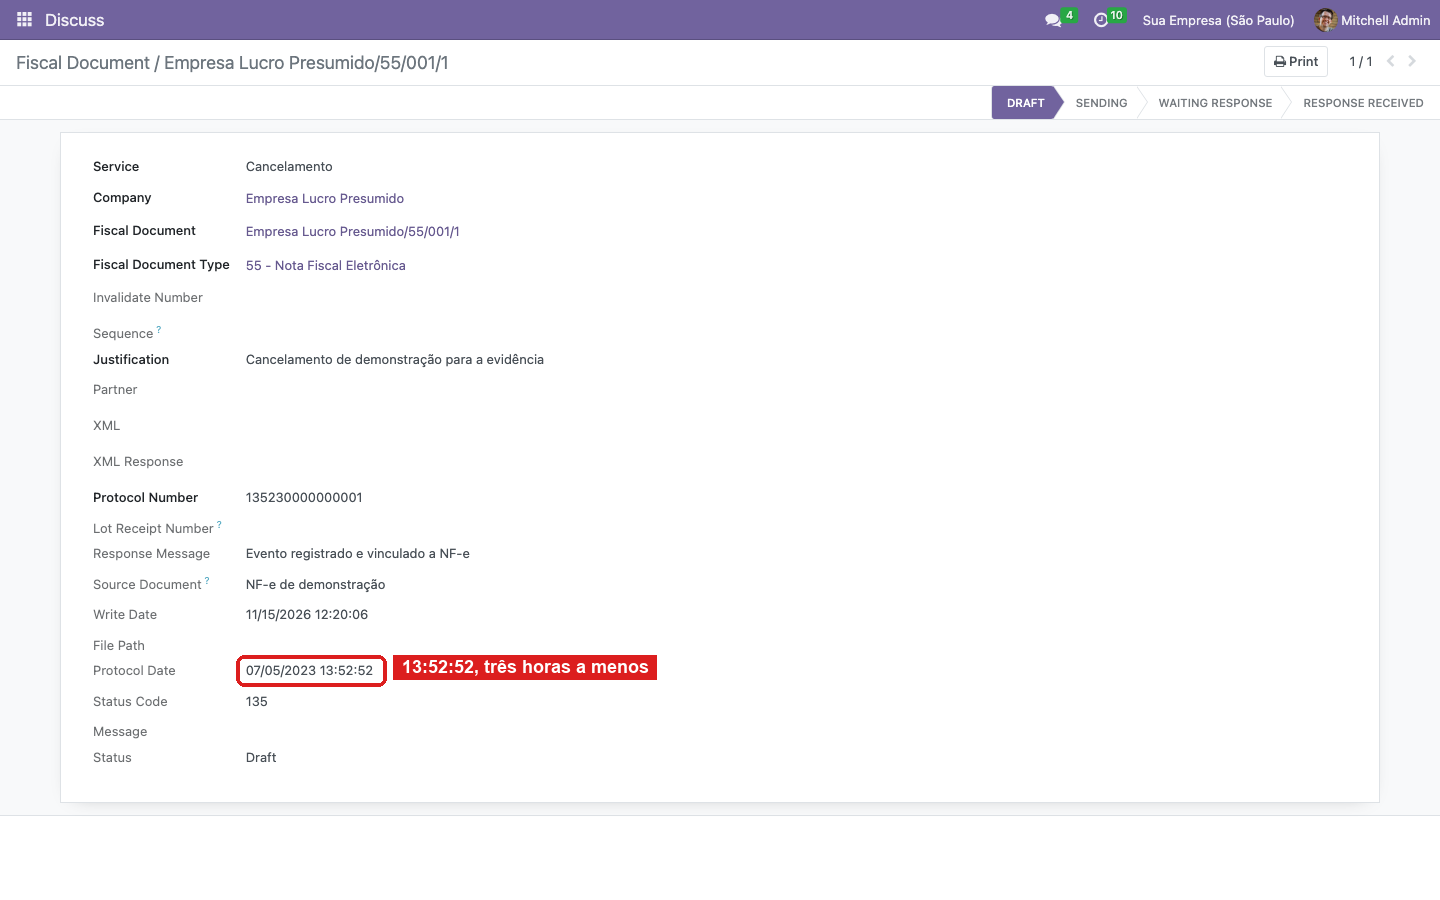 Discuss
4
10
Sua Empresa (São Paulo)
Mitchell Admin
Fiscal Document / Empresa Lucro Presumido/55/001/1
Print
1 / 1
DRAFT
SENDING
WAITING RESPONSE
RESPONSE RECEIVED
Service Cancelamento
Company Empresa Lucro Presumido
Fiscal Document Empresa Lucro Presumido/55/001/1
Fiscal Document Type 55 - Nota Fiscal Eletrônica
Invalidate Number
Sequence ?
Justification Cancelamento de demonstração para a evidência
Partner
XML
XML Response
Protocol Number 135230000000001
Lot Receipt Number ?
Response Message Evento registrado e vinculado a NF-e
Source Document ? NF-e de demonstração
Write Date 11/15/2026 12:20:06
File Path
Protocol Date 07/05/2023 13:52:52 13:52:52, três horas a menos
Status Code 135
Message
Status Draft